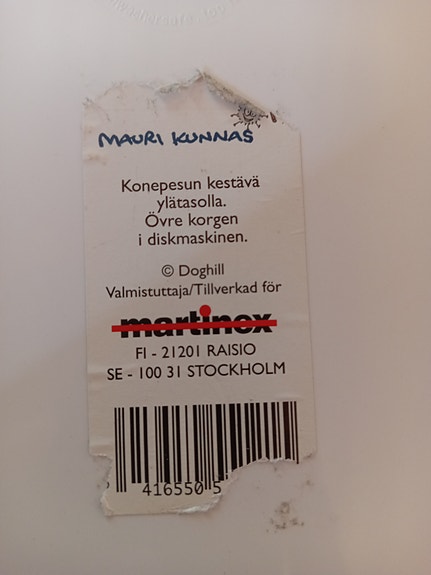 MAURI KUNNAS
Konepesun kestävä
ylätasolla.
Övre korgen
i diskmaskinen.
© Doghill
Valmistuttaja/Tillverkad för
martinex
FI - 21201 RAISIO
SE - 100 31 STOCKHOLM
416550 5